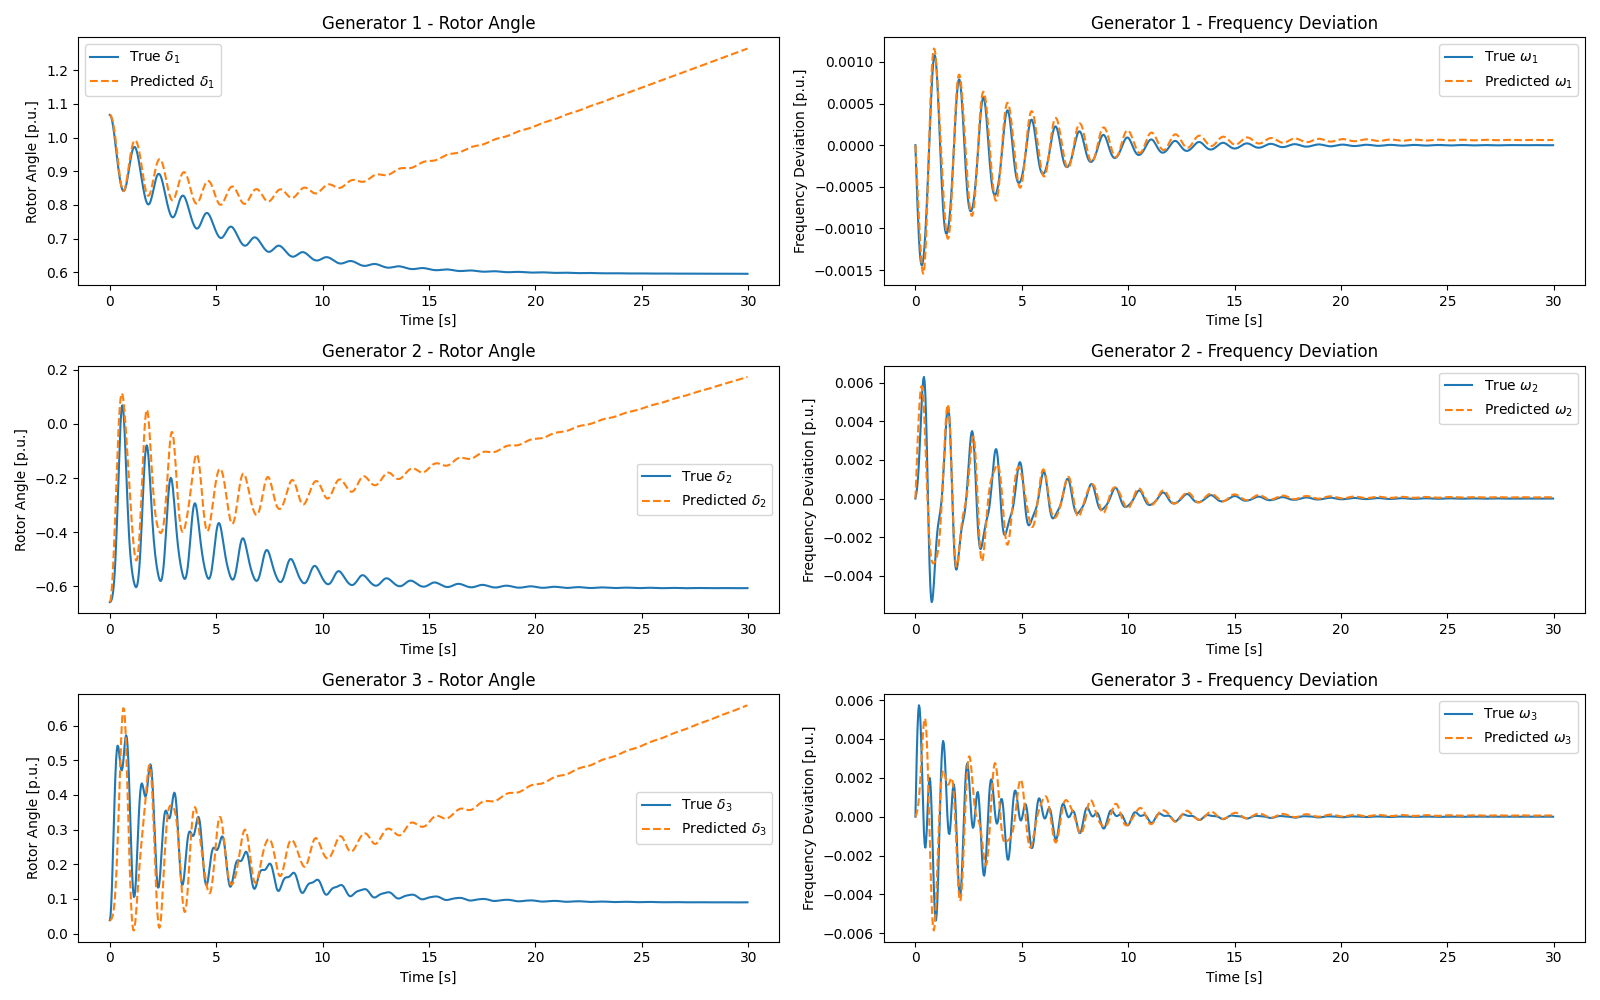 Generator 1 - Rotor Angle
True δ₁
Predicted δ₁
Rotor Angle [p.u.]
1.2
1.1
1.0
0.9
0.8
0.7
0.6
0 5 10 15 20 25 30
Time [s]
Generator 1 - Frequency Deviation
True ω₁
Predicted ω₁
Frequency Deviation [p.u.]
0.0010
0.0005
0.0000
−0.0005
−0.0010
−0.0015
0 5 10 15 20 25 30
Time [s]
Generator 2 - Rotor Angle
True δ₂
Predicted δ₂
Rotor Angle [p.u.]
0.2
0.0
−0.2
−0.4
−0.6
0 5 10 15 20 25 30
Time [s]
Generator 2 - Frequency Deviation
True ω₂
Predicted ω₂
Frequency Deviation [p.u.]
0.006
0.004
0.002
0.000
−0.002
−0.004
0 5 10 15 20 25 30
Time [s]
Generator 3 - Rotor Angle
True δ₃
Predicted δ₃
Rotor Angle [p.u.]
0.6
0.5
0.4
0.3
0.2
0.1
0.0
0 5 10 15 20 25 30
Time [s]
Generator 3 - Frequency Deviation
True ω₃
Predicted ω₃
Frequency Deviation [p.u.]
0.006
0.004
0.002
0.000
−0.002
−0.004
−0.006
0 5 10 15 20 25 30
Time [s]